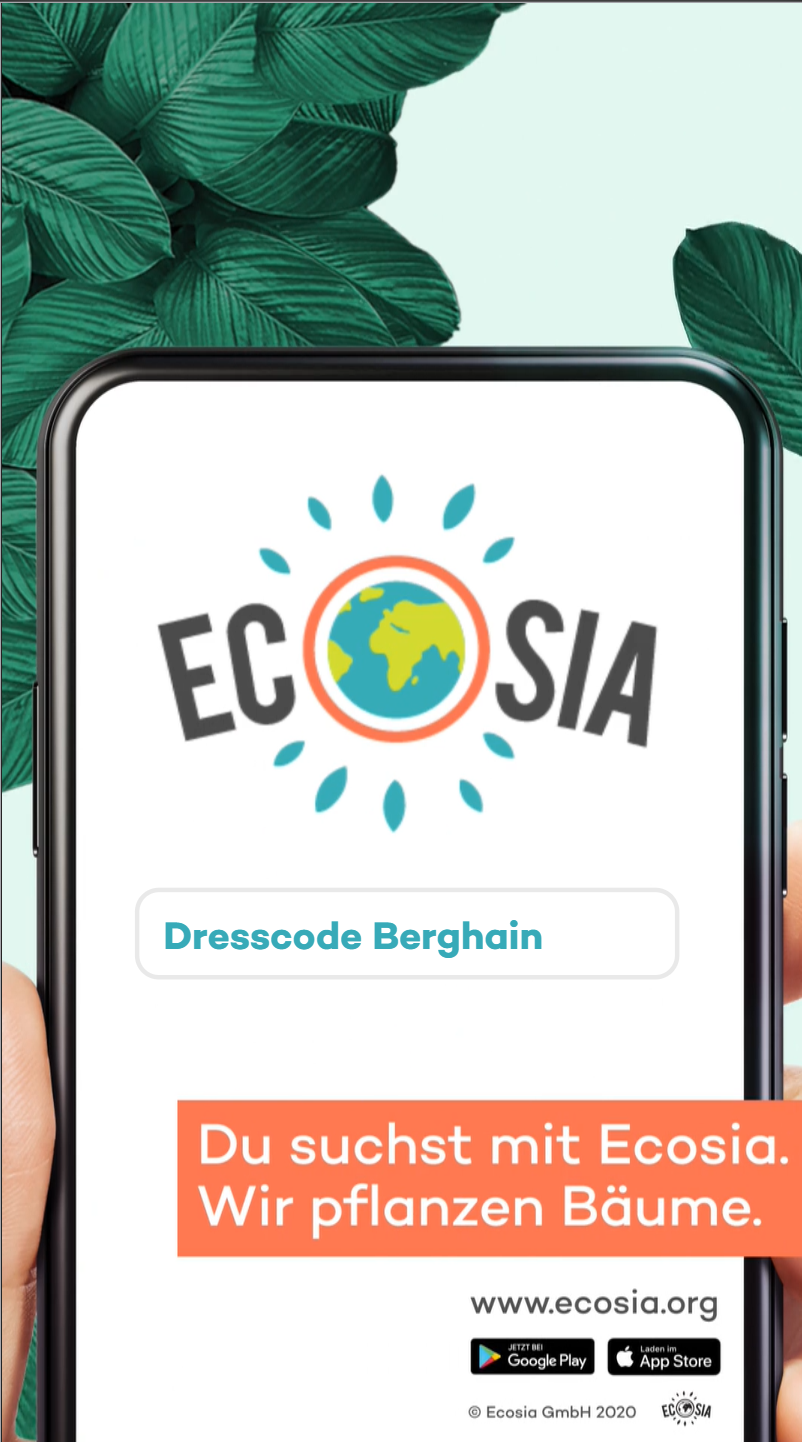 ECOSIA
Dresscode Berghain
Du suchst mit Ecosia.
Wir pflanzen Bäume.
www.ecosia.org
JETZT BEI
Google Play
Laden im
App Store
© Ecosia GmbH 2020
ECOSIA